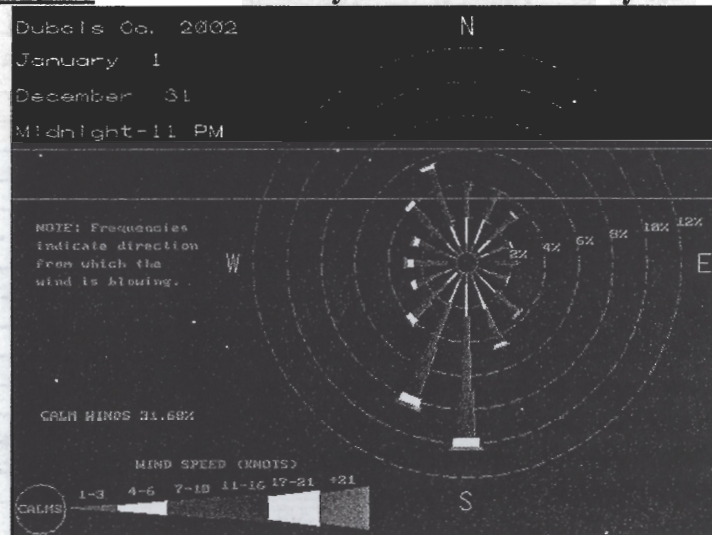 Dubois Co. 2002
N
January 1
December 31
Midnight-11 PM
NOTE: Frequencies
indicate direction
from which the
wind is blowing.
W
2% 4% 6% 8% 10% 12%
E
CALM WINDS 31.68%
WIND SPEED (KNOTS)
CALMS 1-3 4-6 7-10 11-16 17-21 +21
S